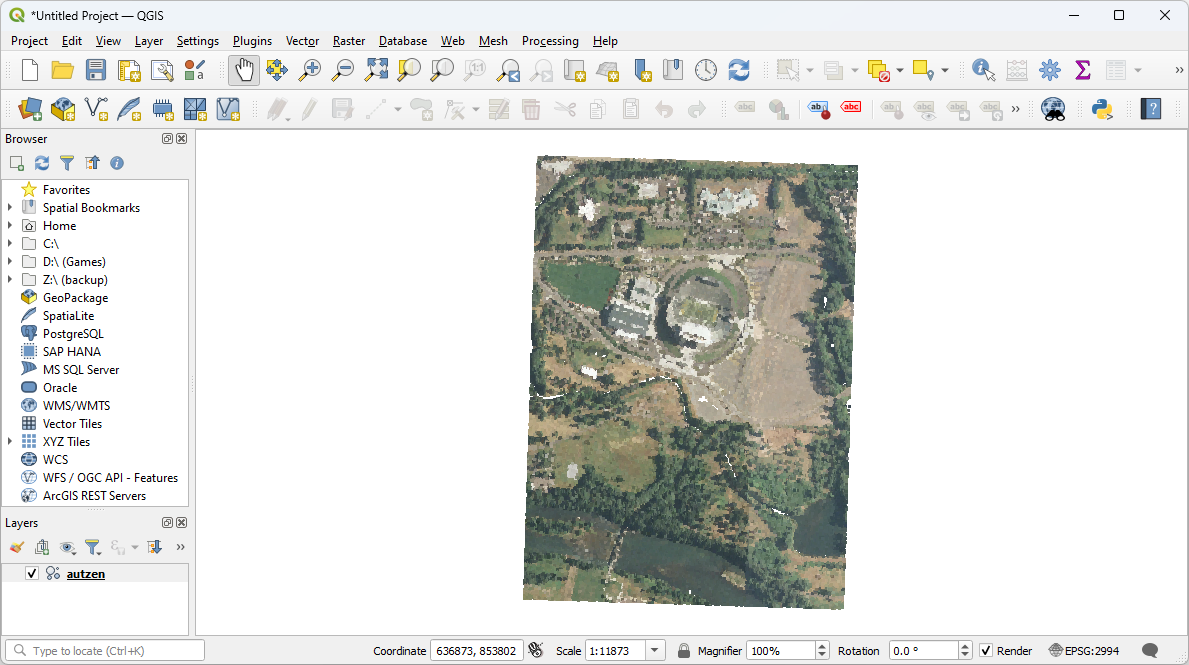 *Untitled Project — QGIS
Project Edit View Layer Settings Plugins Vector Raster Database Web Mesh Processing Help
Browser
Favorites
Spatial Bookmarks
Home
C:\
D:\ (Games)
Z:\ (backup)
GeoPackage
SpatiaLite
PostgreSQL
SAP HANA
MS SQL Server
Oracle
WMS/WMTS
Vector Tiles
XYZ Tiles
WCS
WFS / OGC API - Features
ArcGIS REST Servers
Layers
autzen
Type to locate (Ctrl+K) Coordinate 636873, 853802 Scale 1:11873 Magnifier 100% Rotation 0.0 ° Render EPSG:2994